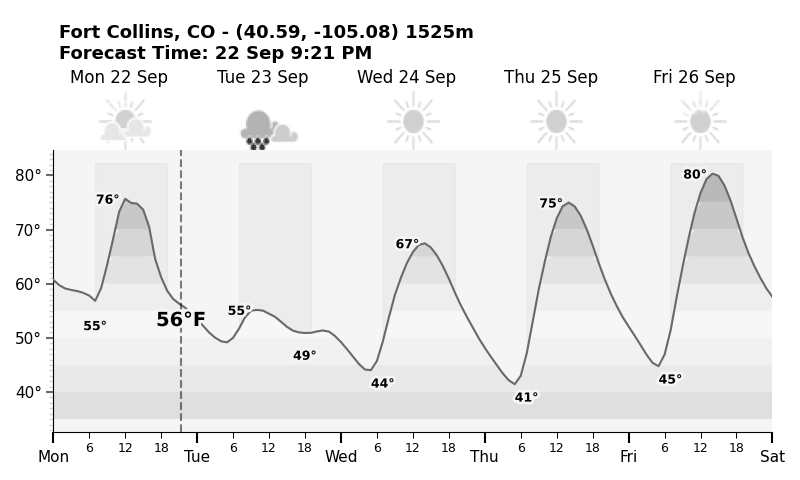 Fort Collins, CO - (40.59, -105.08) 1525m
Forecast Time: 22 Sep 9:21 PM
Mon 22 Sep Tue 23 Sep Wed 24 Sep Thu 25 Sep Fri 26 Sep
80° 80°
76° 75°
70°
67°
60°
55° 56°F 55°
50°
49°
44° 45°
40° 41°
6 12 18 6 12 18 6 12 18 6 12 18 6 12 18
Mon Tue Wed Thu Fri Sat